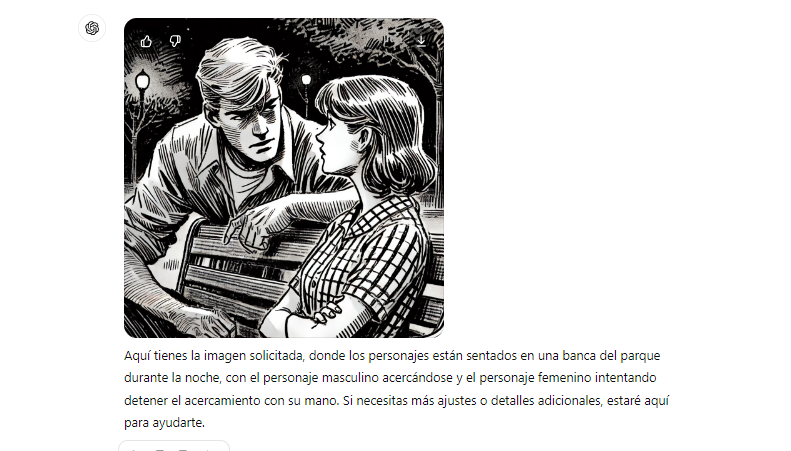 Aquí tienes la imagen solicitada, donde los personajes están sentados en una banca del parque
durante la noche, con el personaje masculino acercándose y el personaje femenino intentando
detener el acercamiento con su mano. Si necesitas más ajustes o detalles adicionales, estaré aquí
para ayudarte.